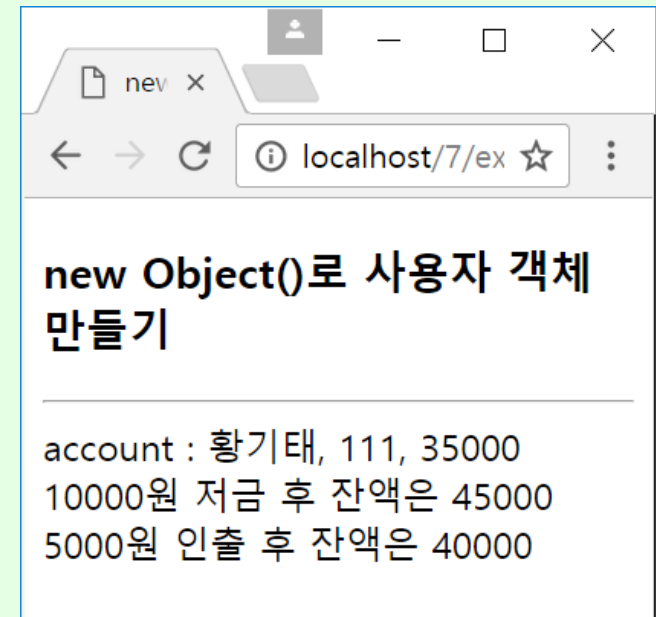 new
localhost/7/ex
new Object()로 사용자 객체
만들기
account : 황기태, 111, 35000
10000원 저금 후 잔액은 45000
5000원 인출 후 잔액은 40000